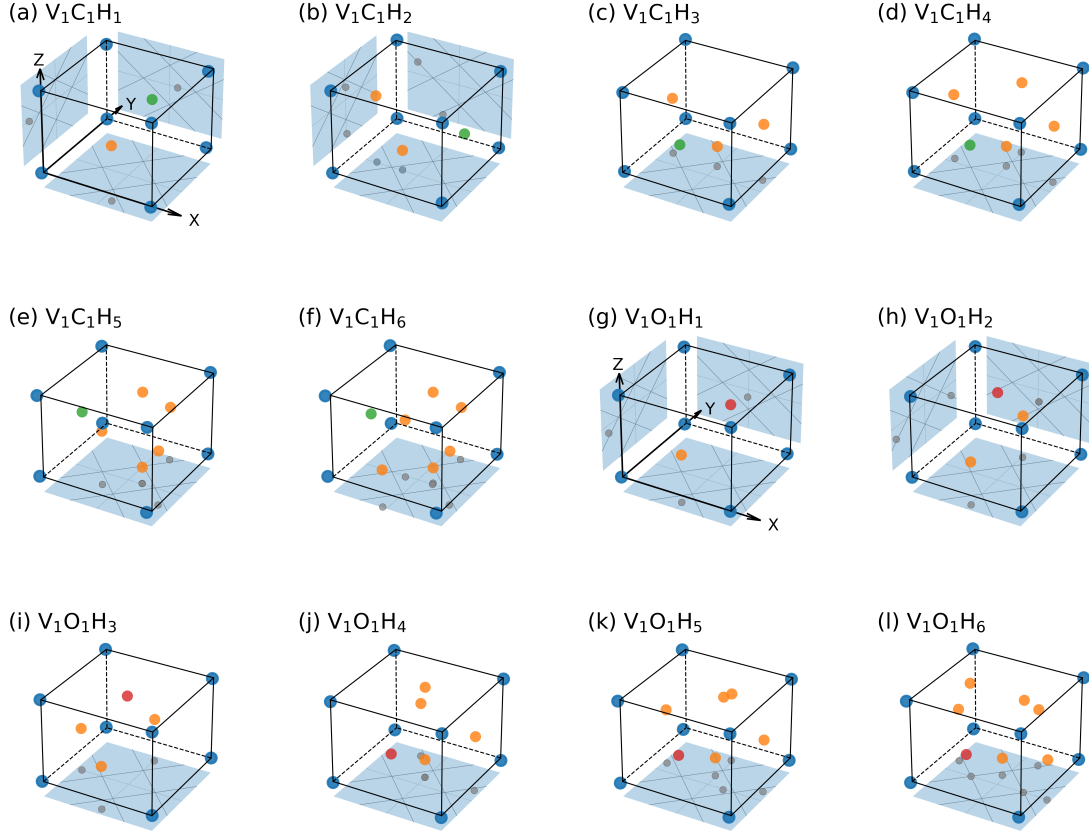 (a) V₁C₁H₁
(b) V₁C₁H₂
(c) V₁C₁H₃
(d) V₁C₁H₄
Z
Y
X
(e) V₁C₁H₅
(f) V₁C₁H₆
(g) V₁O₁H₁
(h) V₁O₁H₂
Z
Y
X
(i) V₁O₁H₃
(j) V₁O₁H₄
(k) V₁O₁H₅
(l) V₁O₁H₆